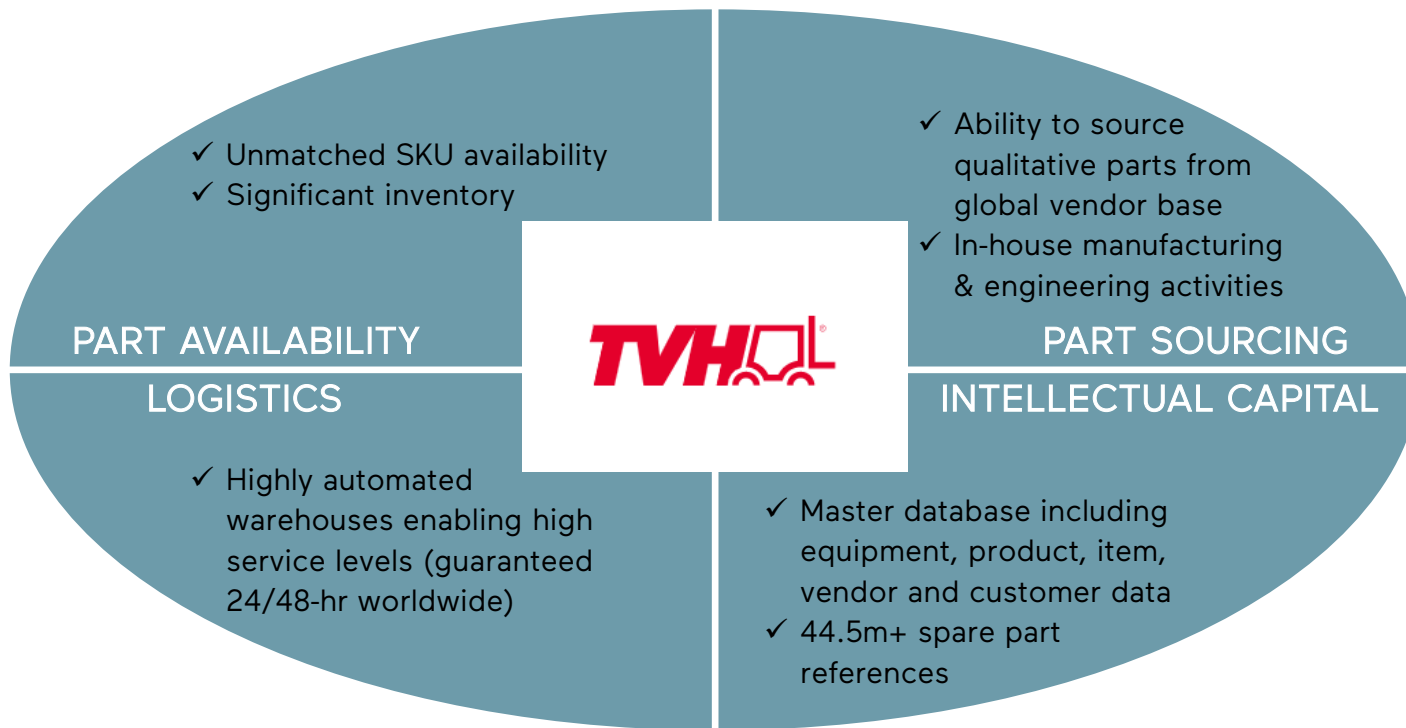 ✓ Unmatched SKU availability
✓ Significant inventory
PART AVAILABILITY
✓ Ability to source
qualitative parts from
global vendor base
✓ In-house manufacturing
& engineering activities
PART SOURCING
TVH®
LOGISTICS
✓ Highly automated
warehouses enabling high
service levels (guaranteed
24/48-hr worldwide)
INTELLECTUAL CAPITAL
✓ Master database including
equipment, product, item,
vendor and customer data
✓ 44.5m+ spare part
references